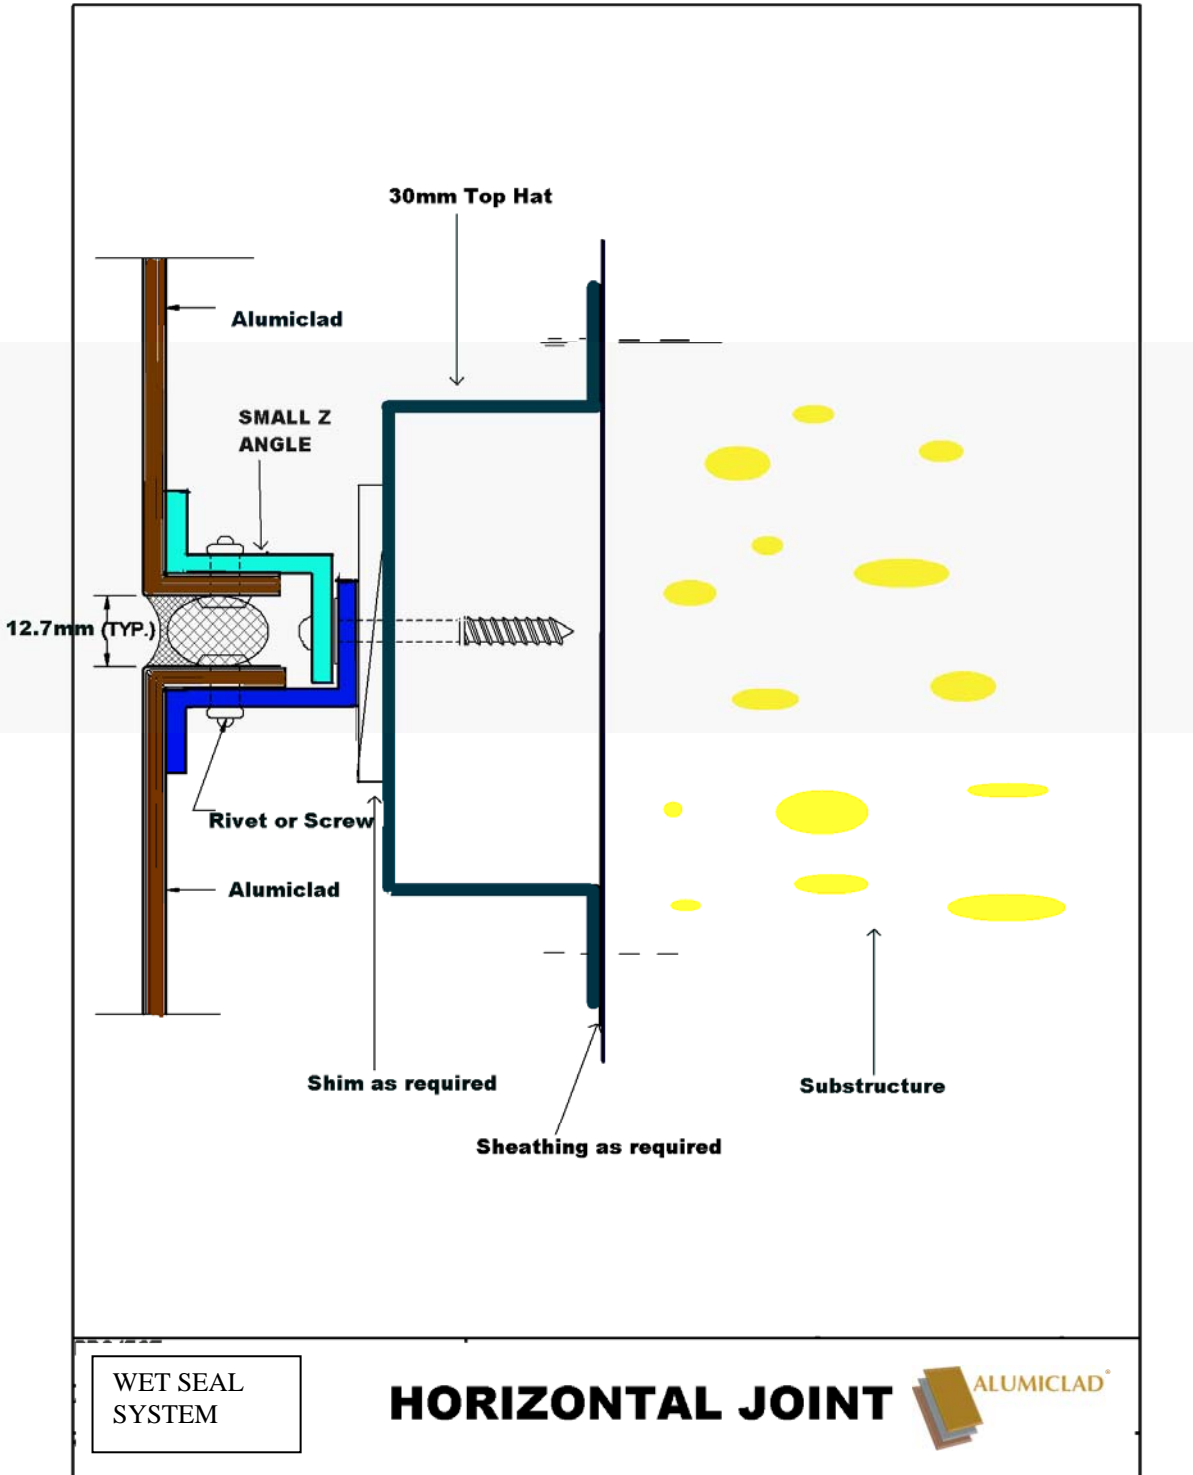 30mm Top Hat
Alumiclad
SMALL Z
ANGLE
12.7mm (TYP.)
Rivet or Screw
Alumiclad
Shim as required
Substructure
Sheathing as required
WET SEAL
SYSTEM
HORIZONTAL JOINT
ALUMICLAD®